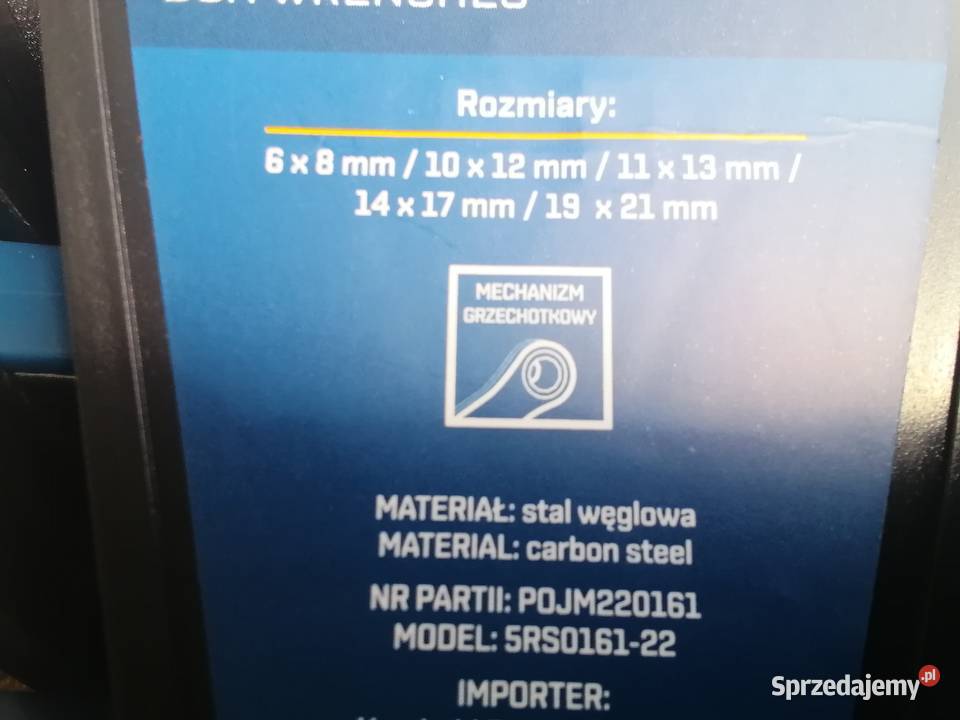 WRENCHES
Rozmiary:
6 x 8 mm / 10 x 12 mm / 11 x 13 mm /
14 x 17 mm / 19 x 21 mm
MECHANIZM
GRZECHOTKOWY
MATERIAŁ: stal węglowa
MATERIAL: carbon steel
NR PARTII: POJM220161
MODEL: 5RS0161-22
IMPORTER:
Sprzedajemy.pl